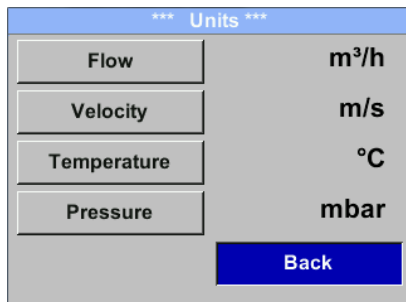 *** Units ***
Flow m³/h
Velocity m/s
Temperature °C
Pressure mbar
Back